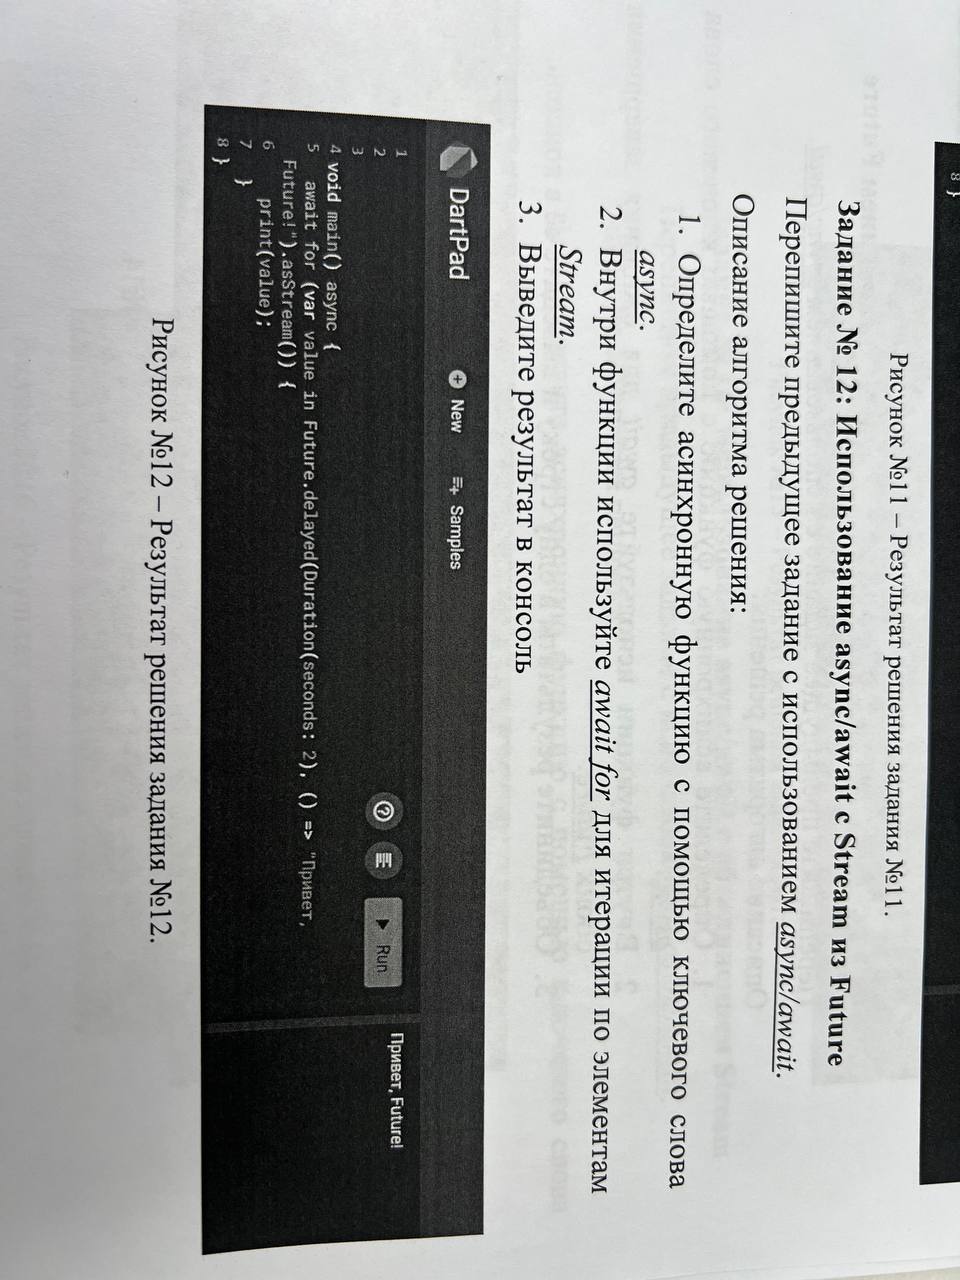 8 }
Рисунок №11 – Результат решения задания №11.
Задание № 12: Использование async/await с Stream из Future
Перепишите предыдущее задание с использованием async/await.
Описание алгоритма решения:
1. Определите асинхронную функцию с помощью ключевого слова
async.
2. Внутри функции используйте await for для итерации по элементам
Stream.
3. Выведите результат в консоль
DartPad New Samples
1
2
3
Run
Привет, Future!
4 void main() async {
5 await for (var value in Future.delayed(Duration(seconds: 2), () => "Привет,
Future!").asStream()) {
6 print(value);
7 }
8 }
Рисунок №12 – Результат решения задания №12.